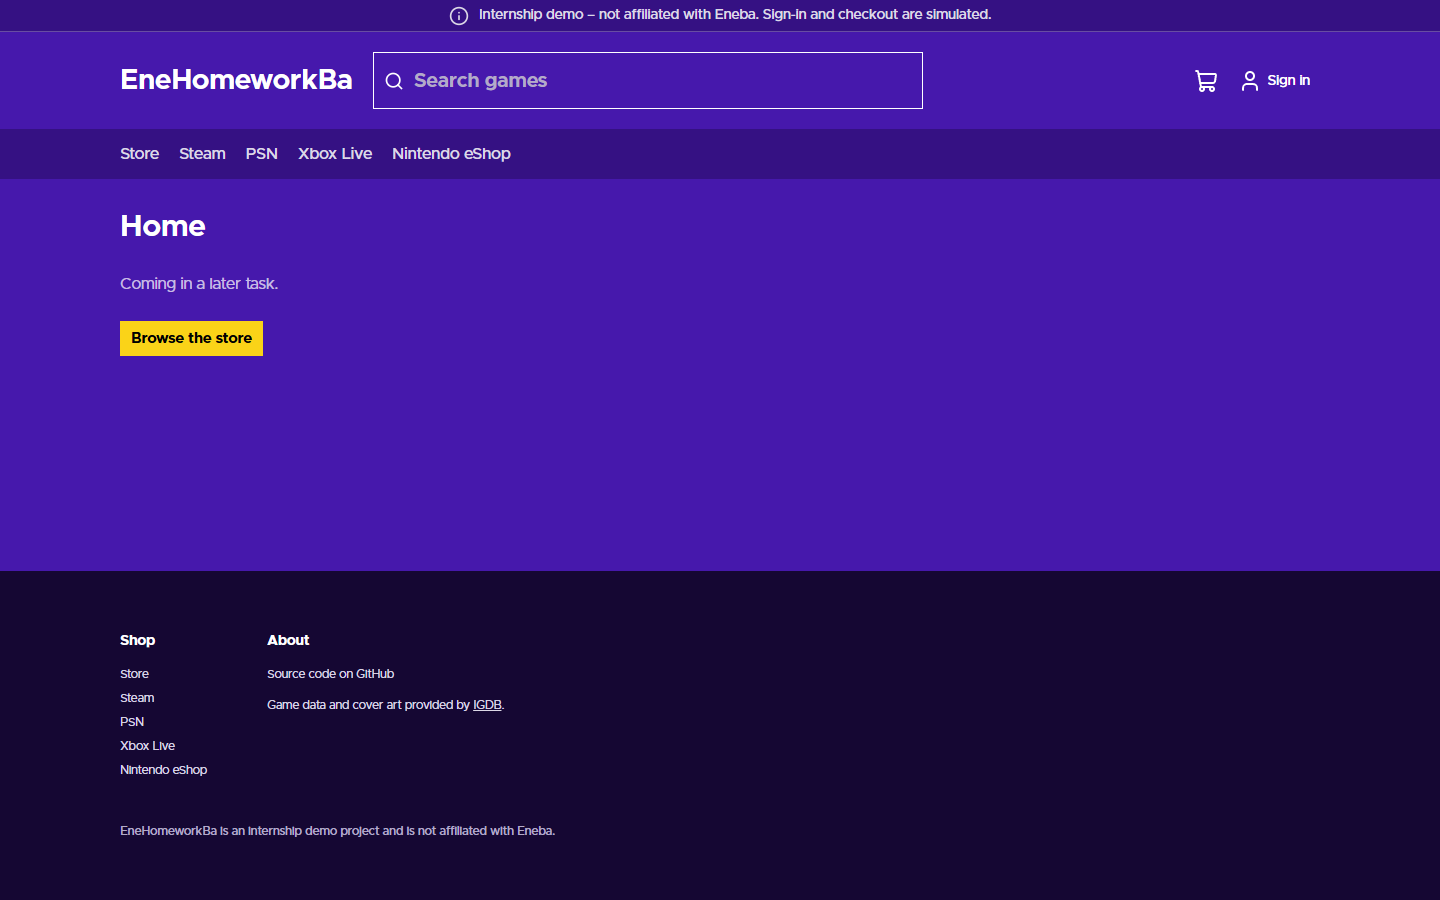 Internship demo – not affiliated with Eneba. Sign-in and checkout are simulated.
EneHomeworkBa
Search games
Sign in
Store Steam PSN Xbox Live Nintendo eShop
Home
Coming in a later task.
Browse the store
Shop
Store
Steam
PSN
Xbox Live
Nintendo eShop
About
Source code on GitHub
Game data and cover art provided by IGDB.
EneHomeworkBa is an internship demo project and is not affiliated with Eneba.